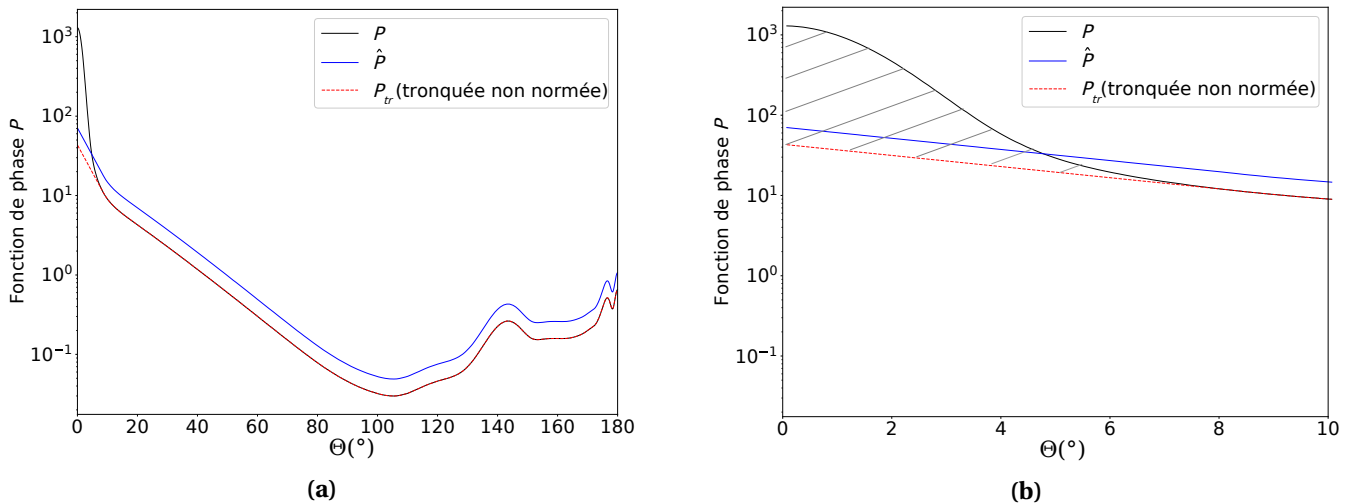 Fonction de phase P
10³
10²
10¹
10⁰
10⁻¹
P
P̂
P_tr(tronquée non normée)
0 20 40 60 80 100 120 140 160 180
Θ(°)
(a)
Fonction de phase P
10³
10²
10¹
10⁰
10⁻¹
P
P̂
P_tr(tronquée non normée)
0 2 4 6 8 10
Θ(°)
(b)